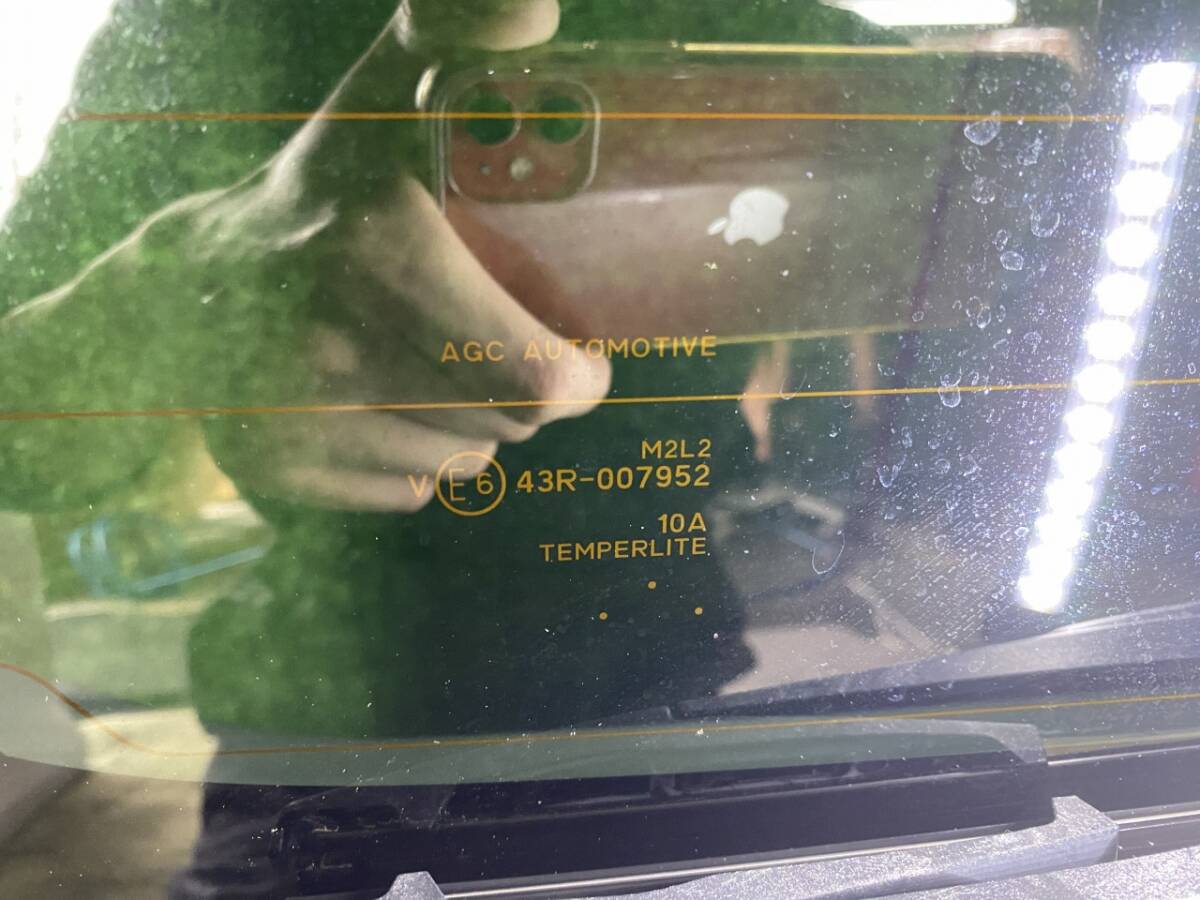 AGC AUTOMOTIVE
M2L2
V E6 43R-007952
10A
TEMPERLITE